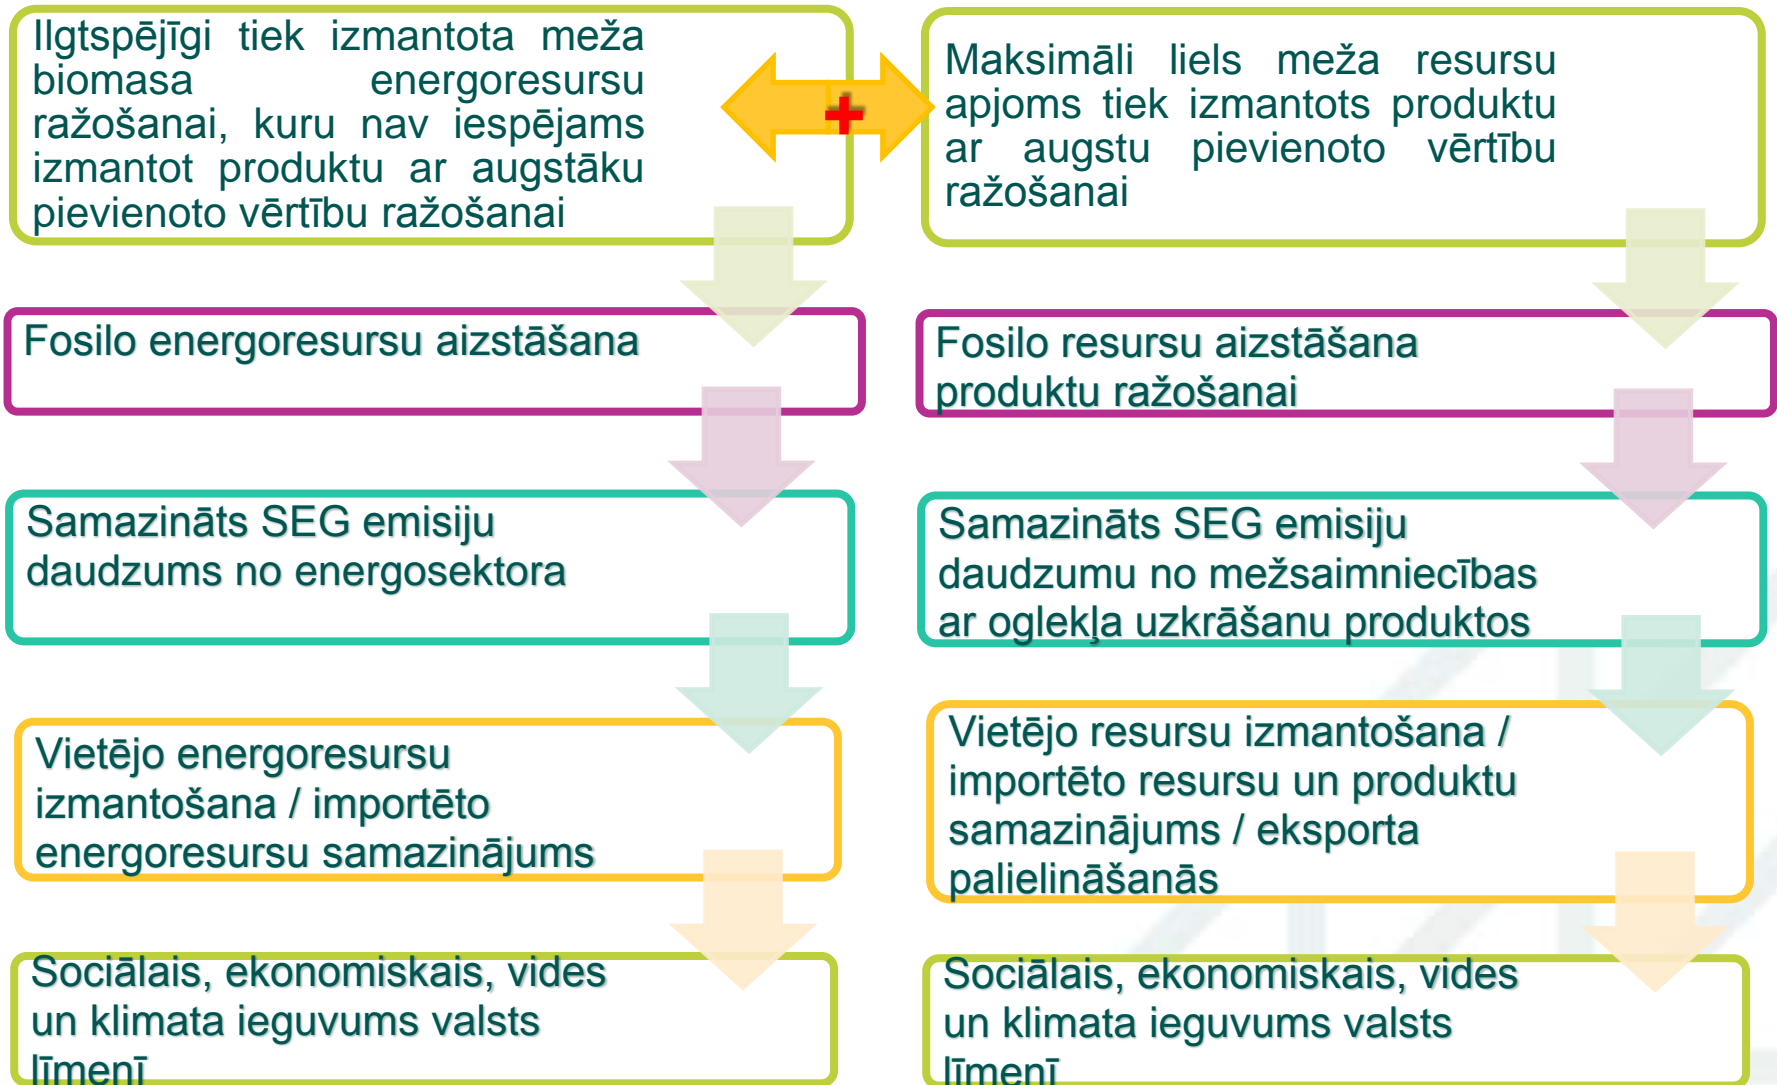 Ilgtspējīgi tiek izmantota meža
biomasa energoresursu
ražošanai, kuru nav iespējams
izmantot produktu ar augstāku
pievienoto vērtību ražošanai
+
Maksimāli liels meža resursu
apjoms tiek izmantots produktu
ar augstu pievienoto vērtību
ražošanai
Fosilo energoresursu aizstāšana
Fosilo resursu aizstāšana
produktu ražošanai
Samazināts SEG emisiju
daudzums no energosektora
Samazināts SEG emisiju
daudzumu no mežsaimniecības
ar oglekļa uzkrāšanu produktos
Vietējo energoresursu
izmantošana / importēto
energoresursu samazinājums
Vietējo resursu izmantošana /
importēto resursu un produktu
samazinājums / eksporta
palielināšanās
Sociālais, ekonomiskais, vides
un klimata ieguvums valsts
līmenī
Sociālais, ekonomiskais, vides
un klimata ieguvums valsts
līmenī